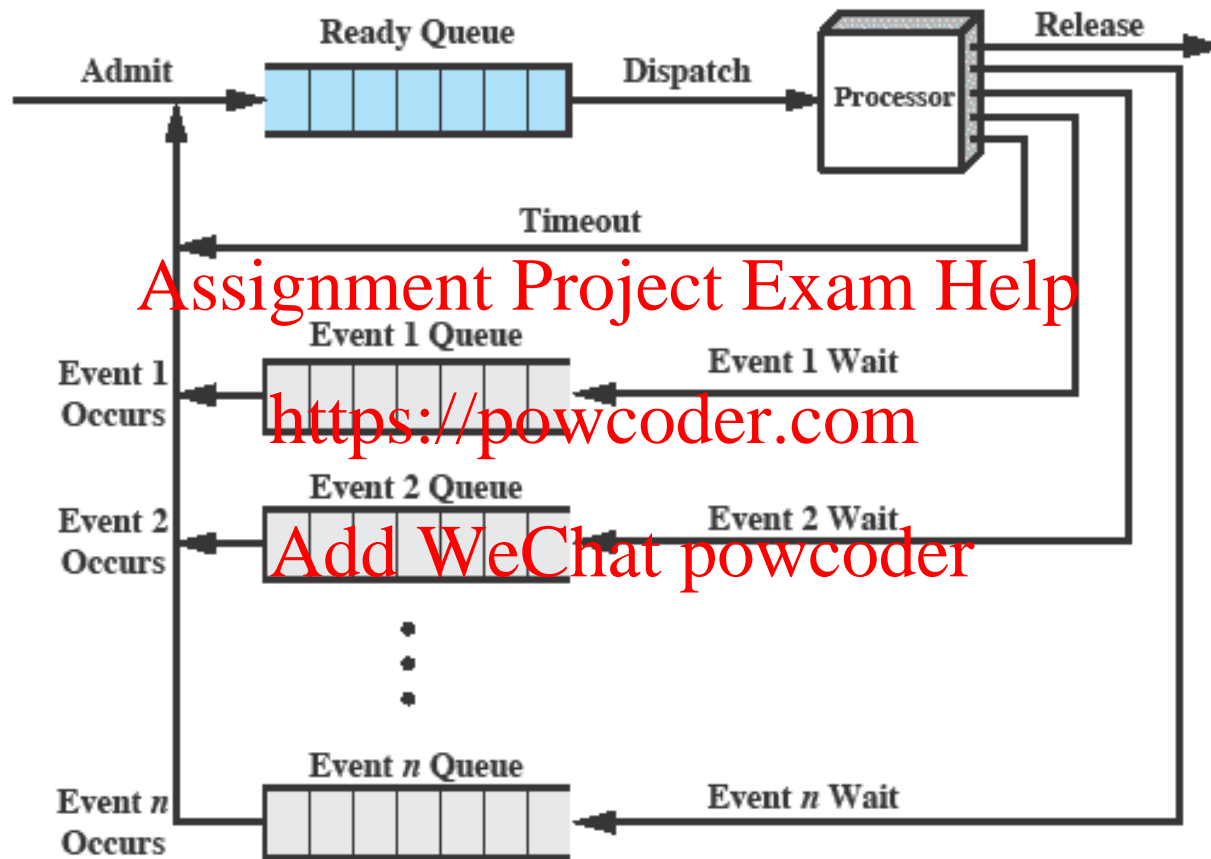 Ready Queue
Release
Admit
Dispatch
Processor
Timeout
Assignment Project Exam Help
Event 1 Queue
Event 1 Wait
Event 1
Occurs
https://powcoder.com
Event 2 Queue
Event 2 Wait
Event 2
Occurs
Add WeChat powcoder
Event n Queue
Event n Wait
Event n
Occurs